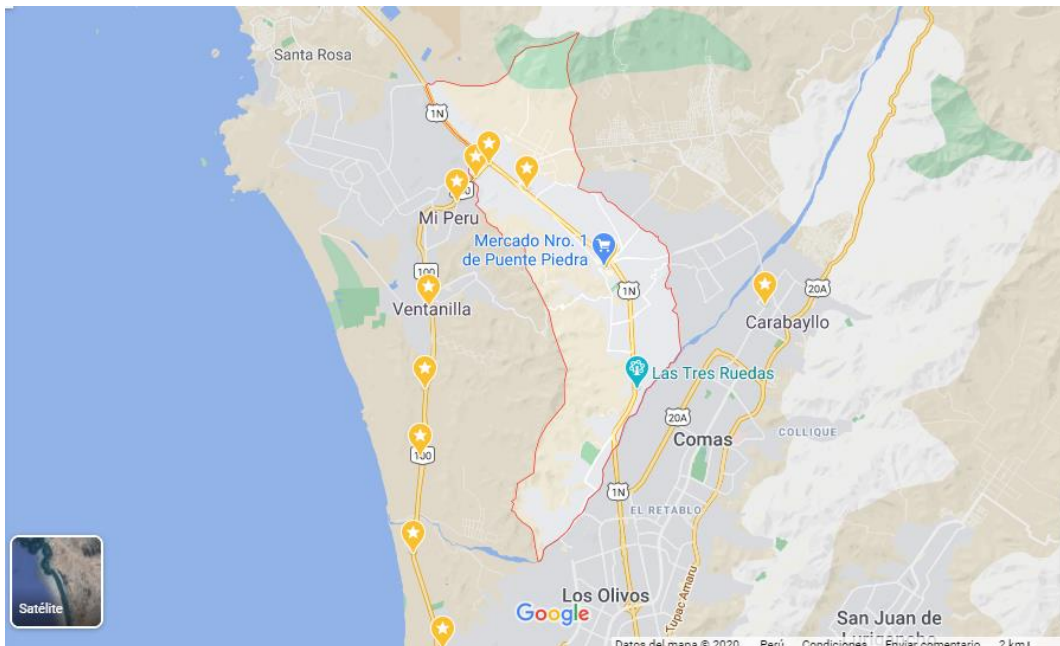 Santa Rosa
1N
Mi Peru
Mercado Nro. 1
de Puente Piedra
100
1N
20A
Ventanilla
Carabayllo
Las Tres Ruedas
20A
Comas
COLLIQUE
100
1N
EL RETABLO
Satélite
Los Olivos
Google
Tupac Amaru
San Juan de
Lurigancho
Datos del mapa © 2020 Perú Condiciones Enviar comentario 2 km